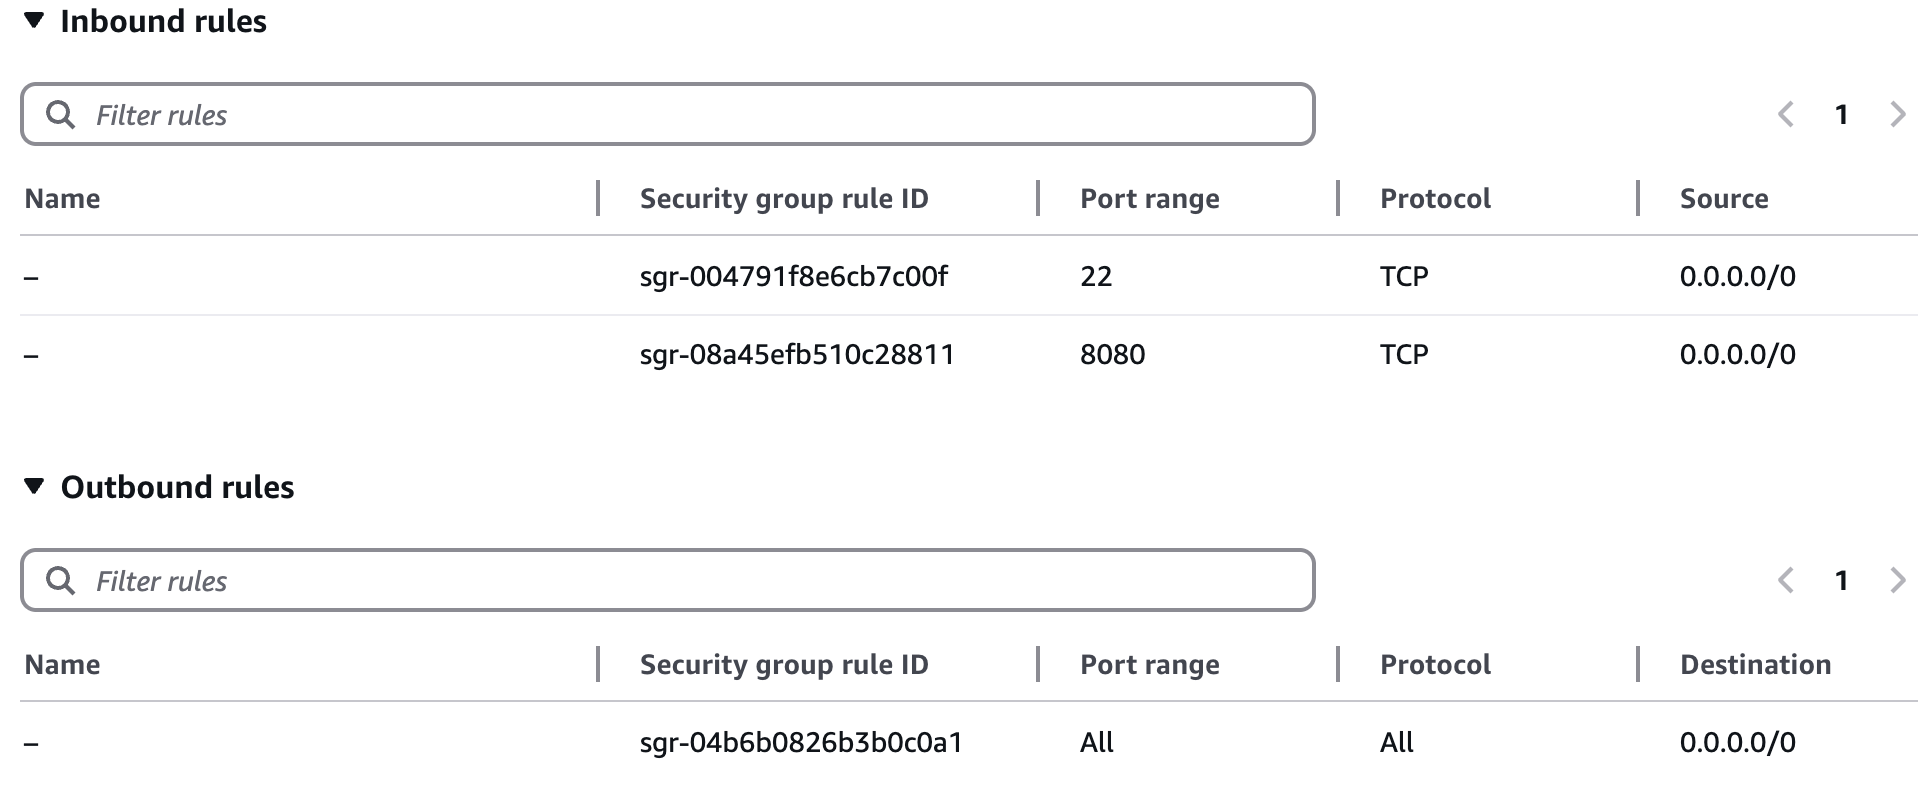 Inbound rules
Filter rules
1
Name Security group rule ID Port range Protocol Source
– sgr-004791f8e6cb7c00f 22 TCP 0.0.0.0/0
– sgr-08a45efb510c28811 8080 TCP 0.0.0.0/0
Outbound rules
Filter rules
1
Name Security group rule ID Port range Protocol Destination
– sgr-04b6b0826b3b0c0a1 All All 0.0.0.0/0